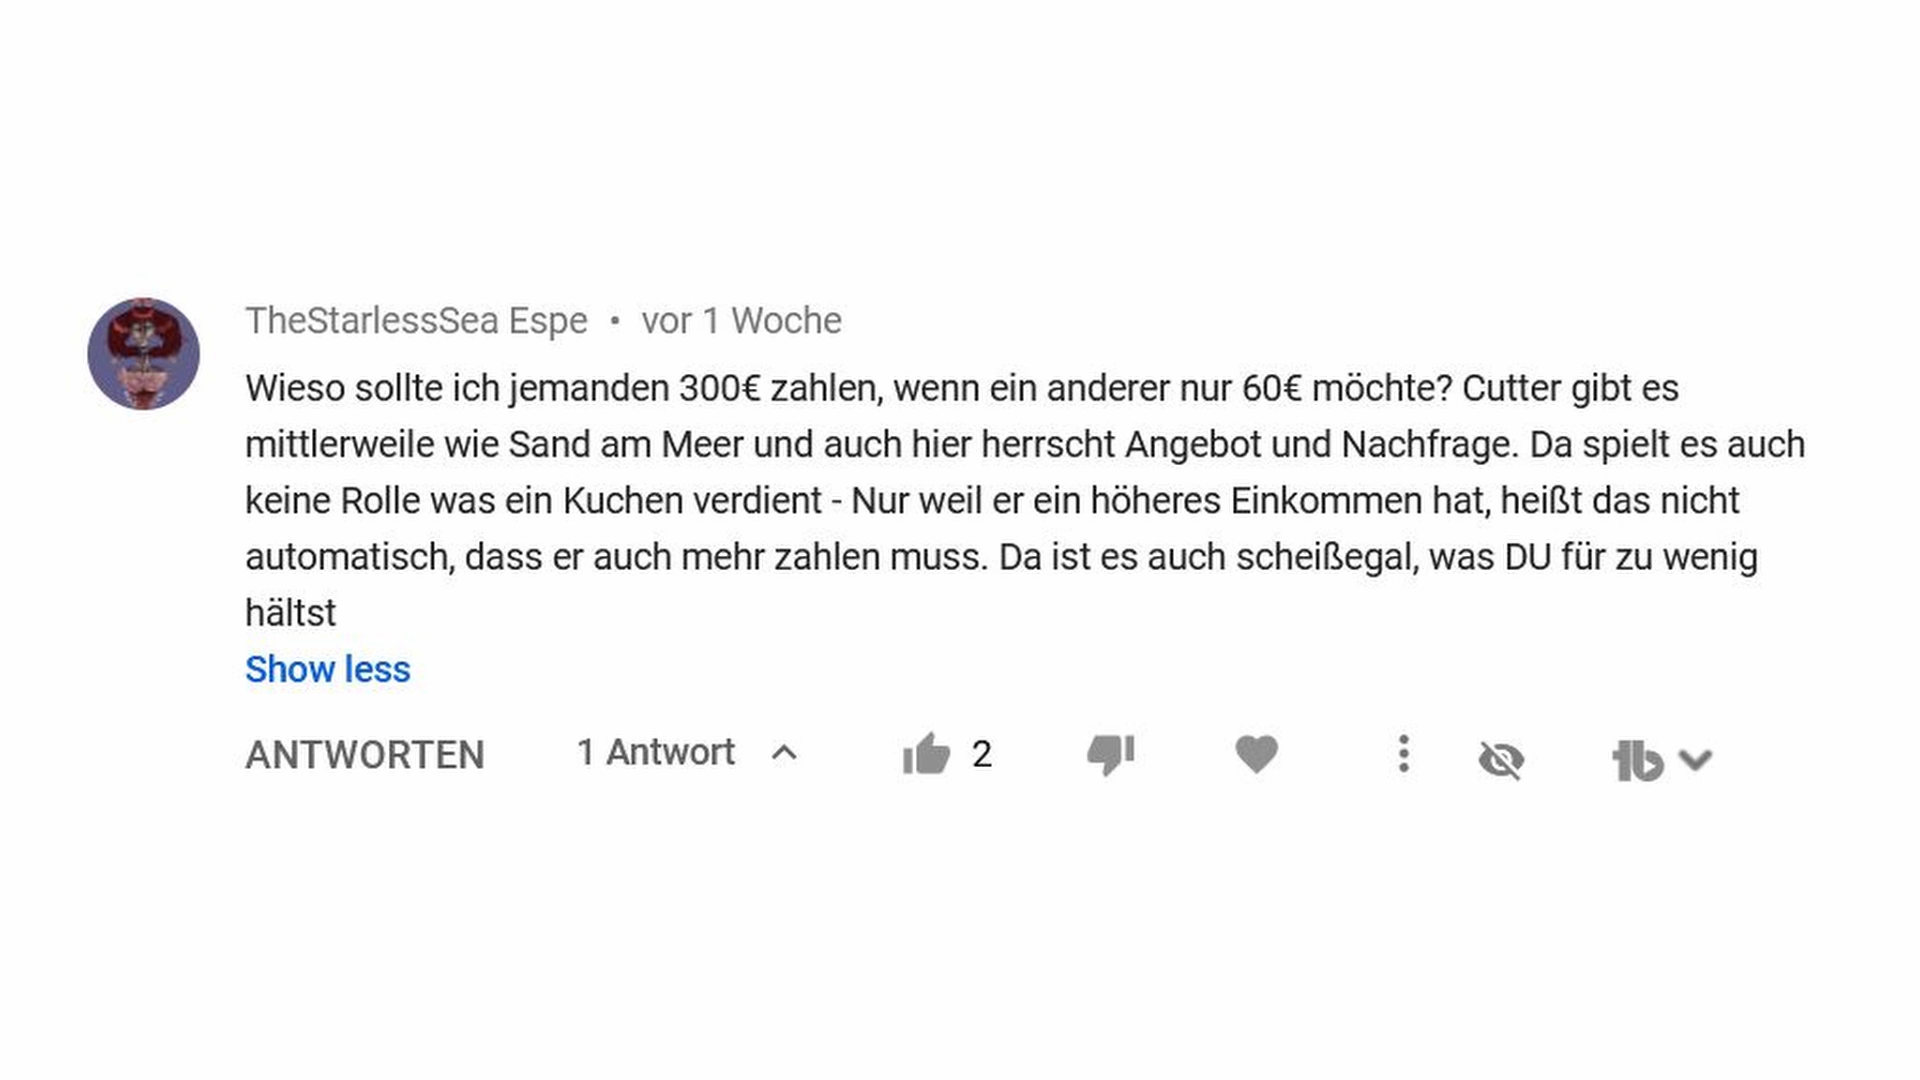 TheStarlessSea Espe • vor 1 Woche
Wieso sollte ich jemanden 300€ zahlen, wenn ein anderer nur 60€ möchte? Cutter gibt es
mittlerweile wie Sand am Meer und auch hier herrscht Angebot und Nachfrage. Da spielt es auch
keine Rolle was ein Kuchen verdient - Nur weil er ein höheres Einkommen hat, heißt das nicht
automatisch, dass er auch mehr zahlen muss. Da ist es auch scheißegal, was DU für zu wenig
hältst
Show less
ANTWORTEN 1 Antwort 2 tb